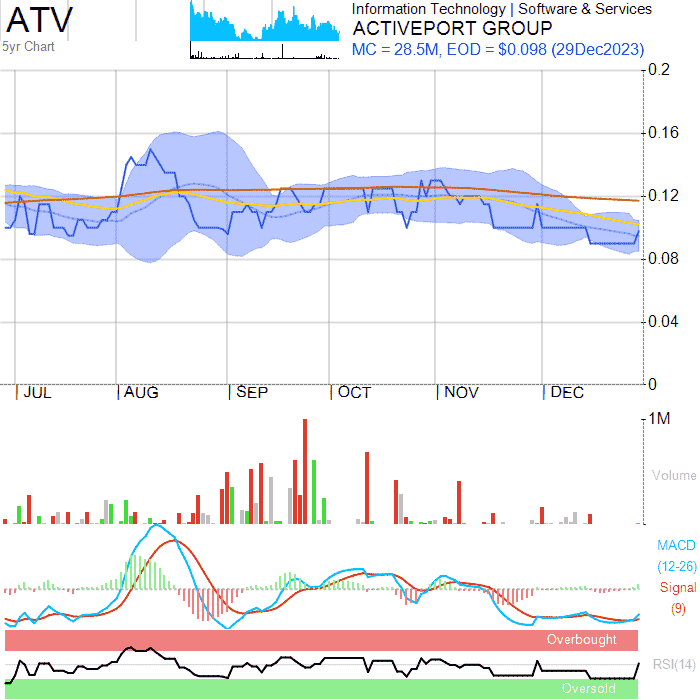 ATV
5yr Chart
Information Technology | Software & Services
ACTIVEPORT GROUP
MC = 28.5M, EOD = $0.098 (29Dec2023)
0.2
0.16
0.12
0.08
0.04
0
| JUL | AUG | SEP | OCT | NOV | DEC
1M
Volume
MACD
(12-26)
Signal
(9)
Overbought
RSI(14)
Oversold